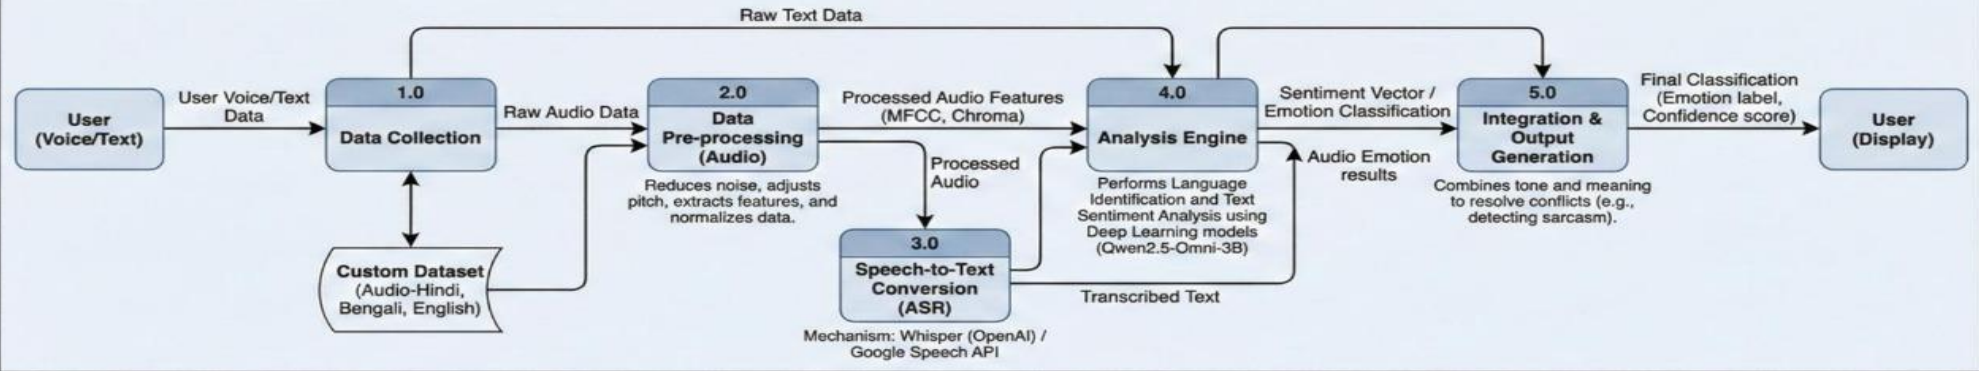 Raw Text Data
User
(Voice/Text)
User Voice/Text
Data
1.0
Data Collection
Raw Audio Data
Custom Dataset
(Audio-Hindi,
Bengali, English)
2.0
Data
Pre-processing
(Audio)
Reduces noise, adjusts
pitch, extracts features, and
normalizes data.
Processed Audio Features
(MFCC, Chroma)
Processed
Audio
3.0
Speech-to-Text
Conversion
(ASR)
Mechanism: Whisper (OpenAI) /
Google Speech API
Transcribed Text
4.0
Analysis Engine
Performs Language
Identification and Text
Sentiment Analysis using
Deep Learning models
(Qwen2.5-Omni-3B)
Sentiment Vector /
Emotion Classification
Audio Emotion
results
5.0
Integration &
Output
Generation
Combines tone and meaning
to resolve conflicts (e.g.,
detecting sarcasm).
Final Classification
(Emotion label,
Confidence score)
User
(Display)